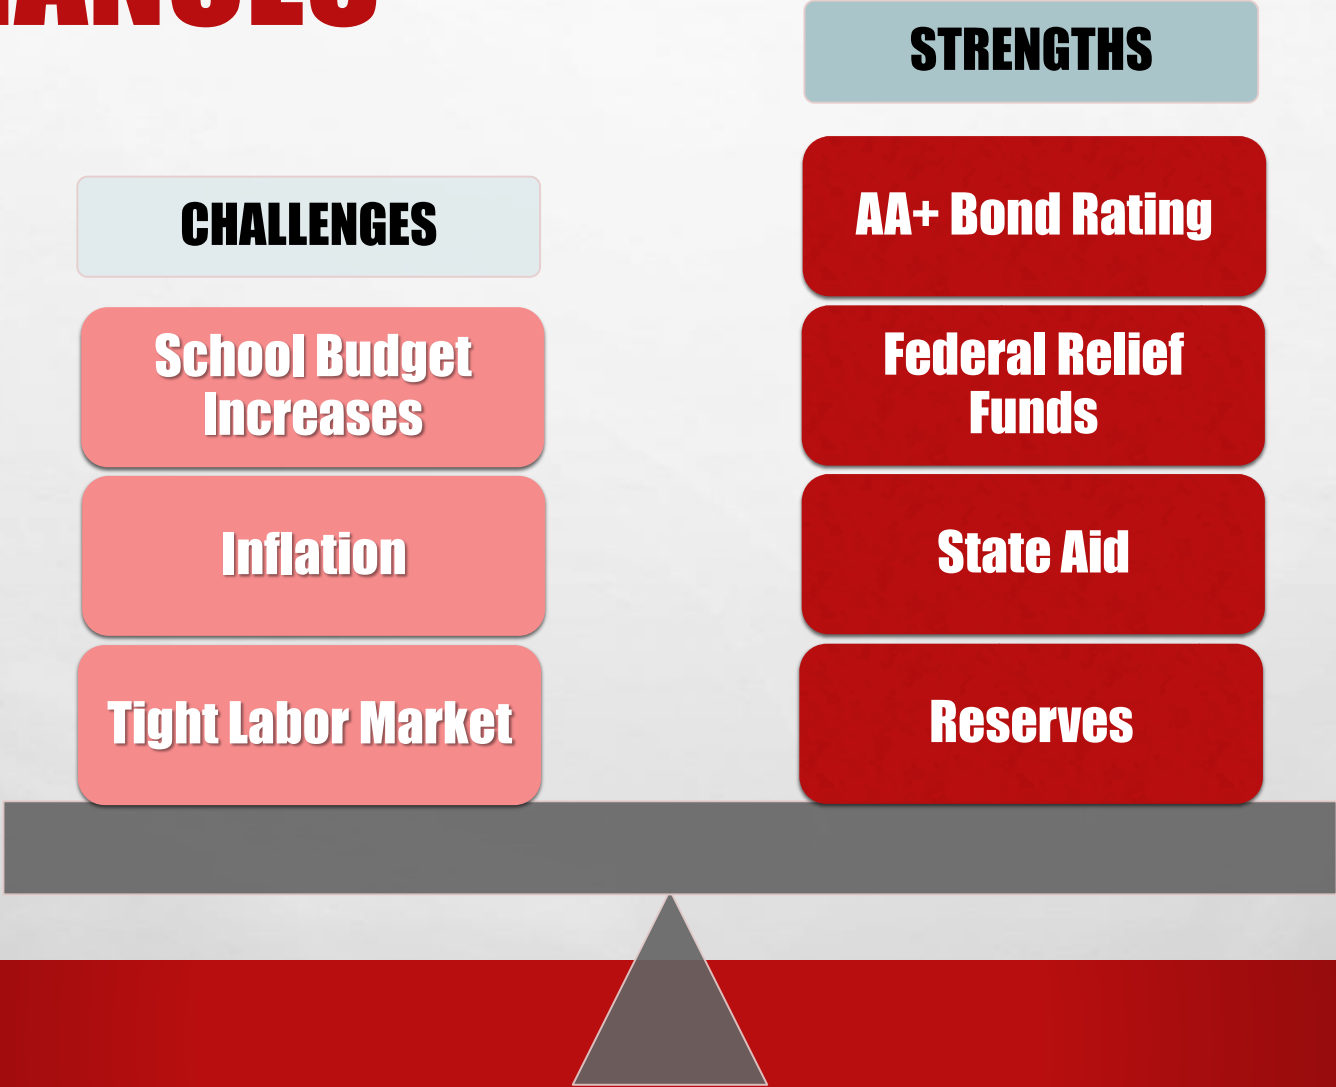 CHALLENGES
School Budget
Increases
Inflation
Tight Labor Market
STRENGTHS
AA+ Bond Rating
Federal Relief
Funds
State Aid
Reserves